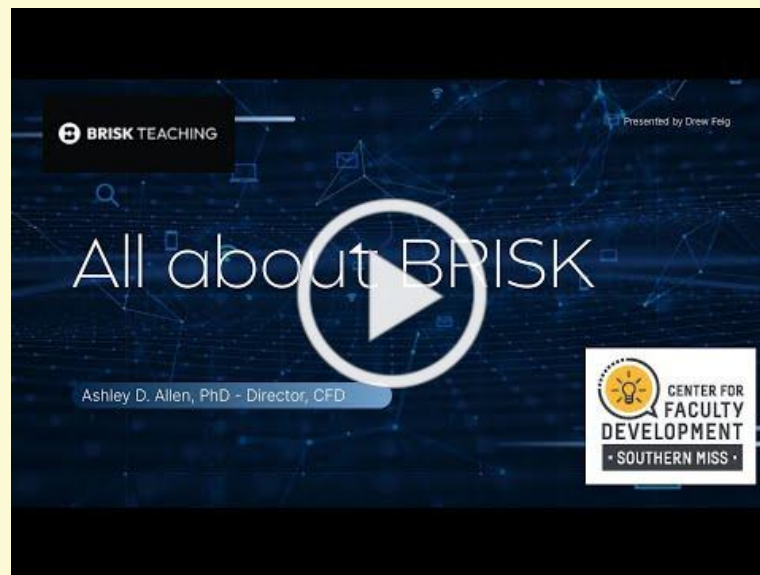 BRISK TEACHING
Presented by Drew Feig
All about BRISK
Ashley D. Allen, PhD - Director, CFD
CENTER FOR
FACULTY
DEVELOPMENT
• SOUTHERN MISS •